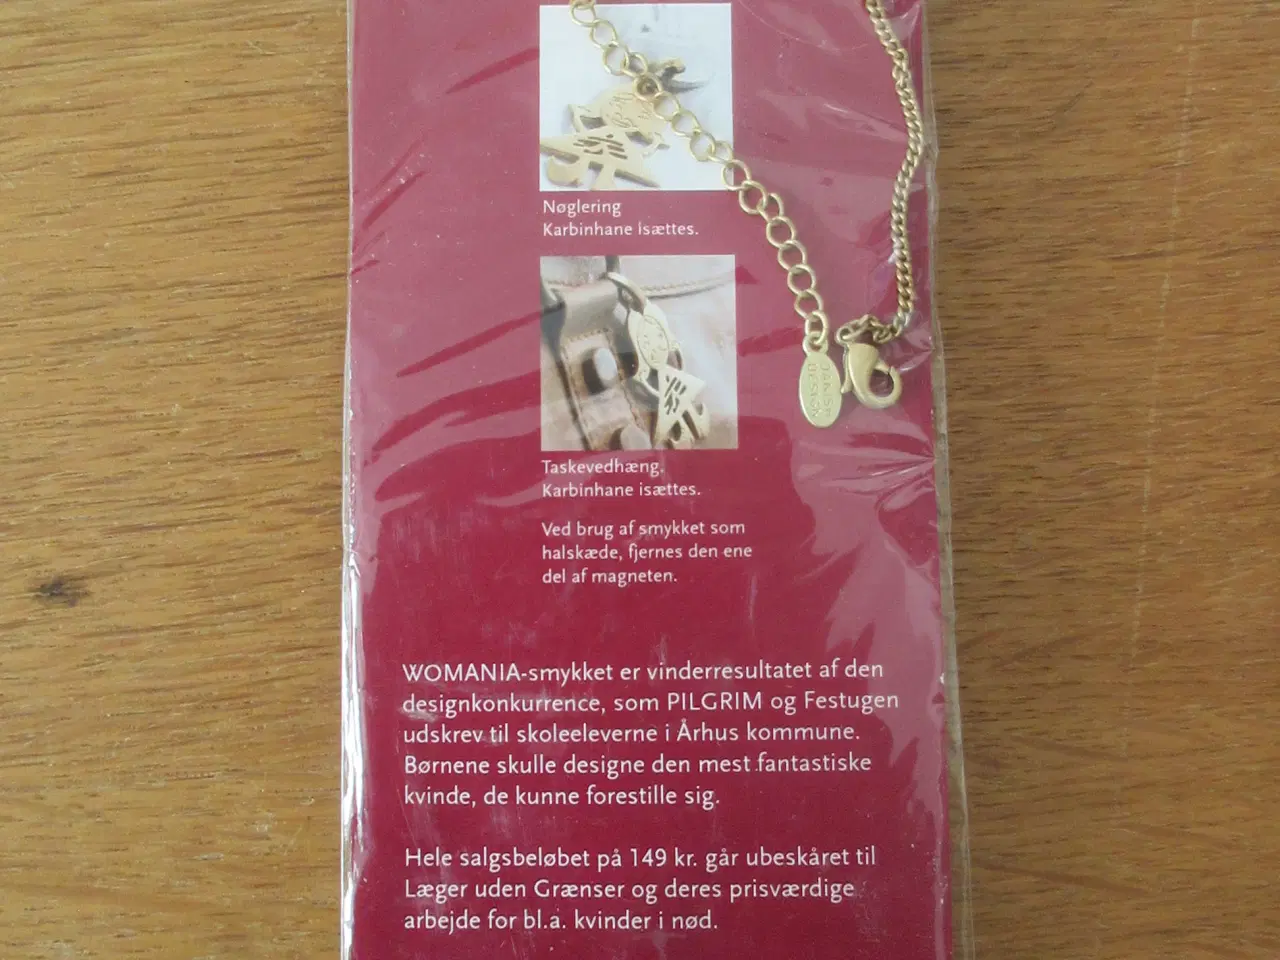 Nøglering
Karbinhane isættes.
Taskevedhæng.
Karbinhane isættes.
Ved brug af smykket som
halskæde, fjernes den ene
del af magneten.
WOMANIA-smykket er vinderresultatet af den
designkonkurrence, som PILGRIM og Festugen
udskrev til skoleeleverne i Århus kommune.
Børnene skulle designe den mest fantastiske
kvinde, de kunne forestille sig.
Hele salgsbeløbet på 149 kr. går ubeskåret til
Læger uden Grænser og deres prisværdige
arbejde for bl.a. kvinder i nød.
DANISH
DESIGN